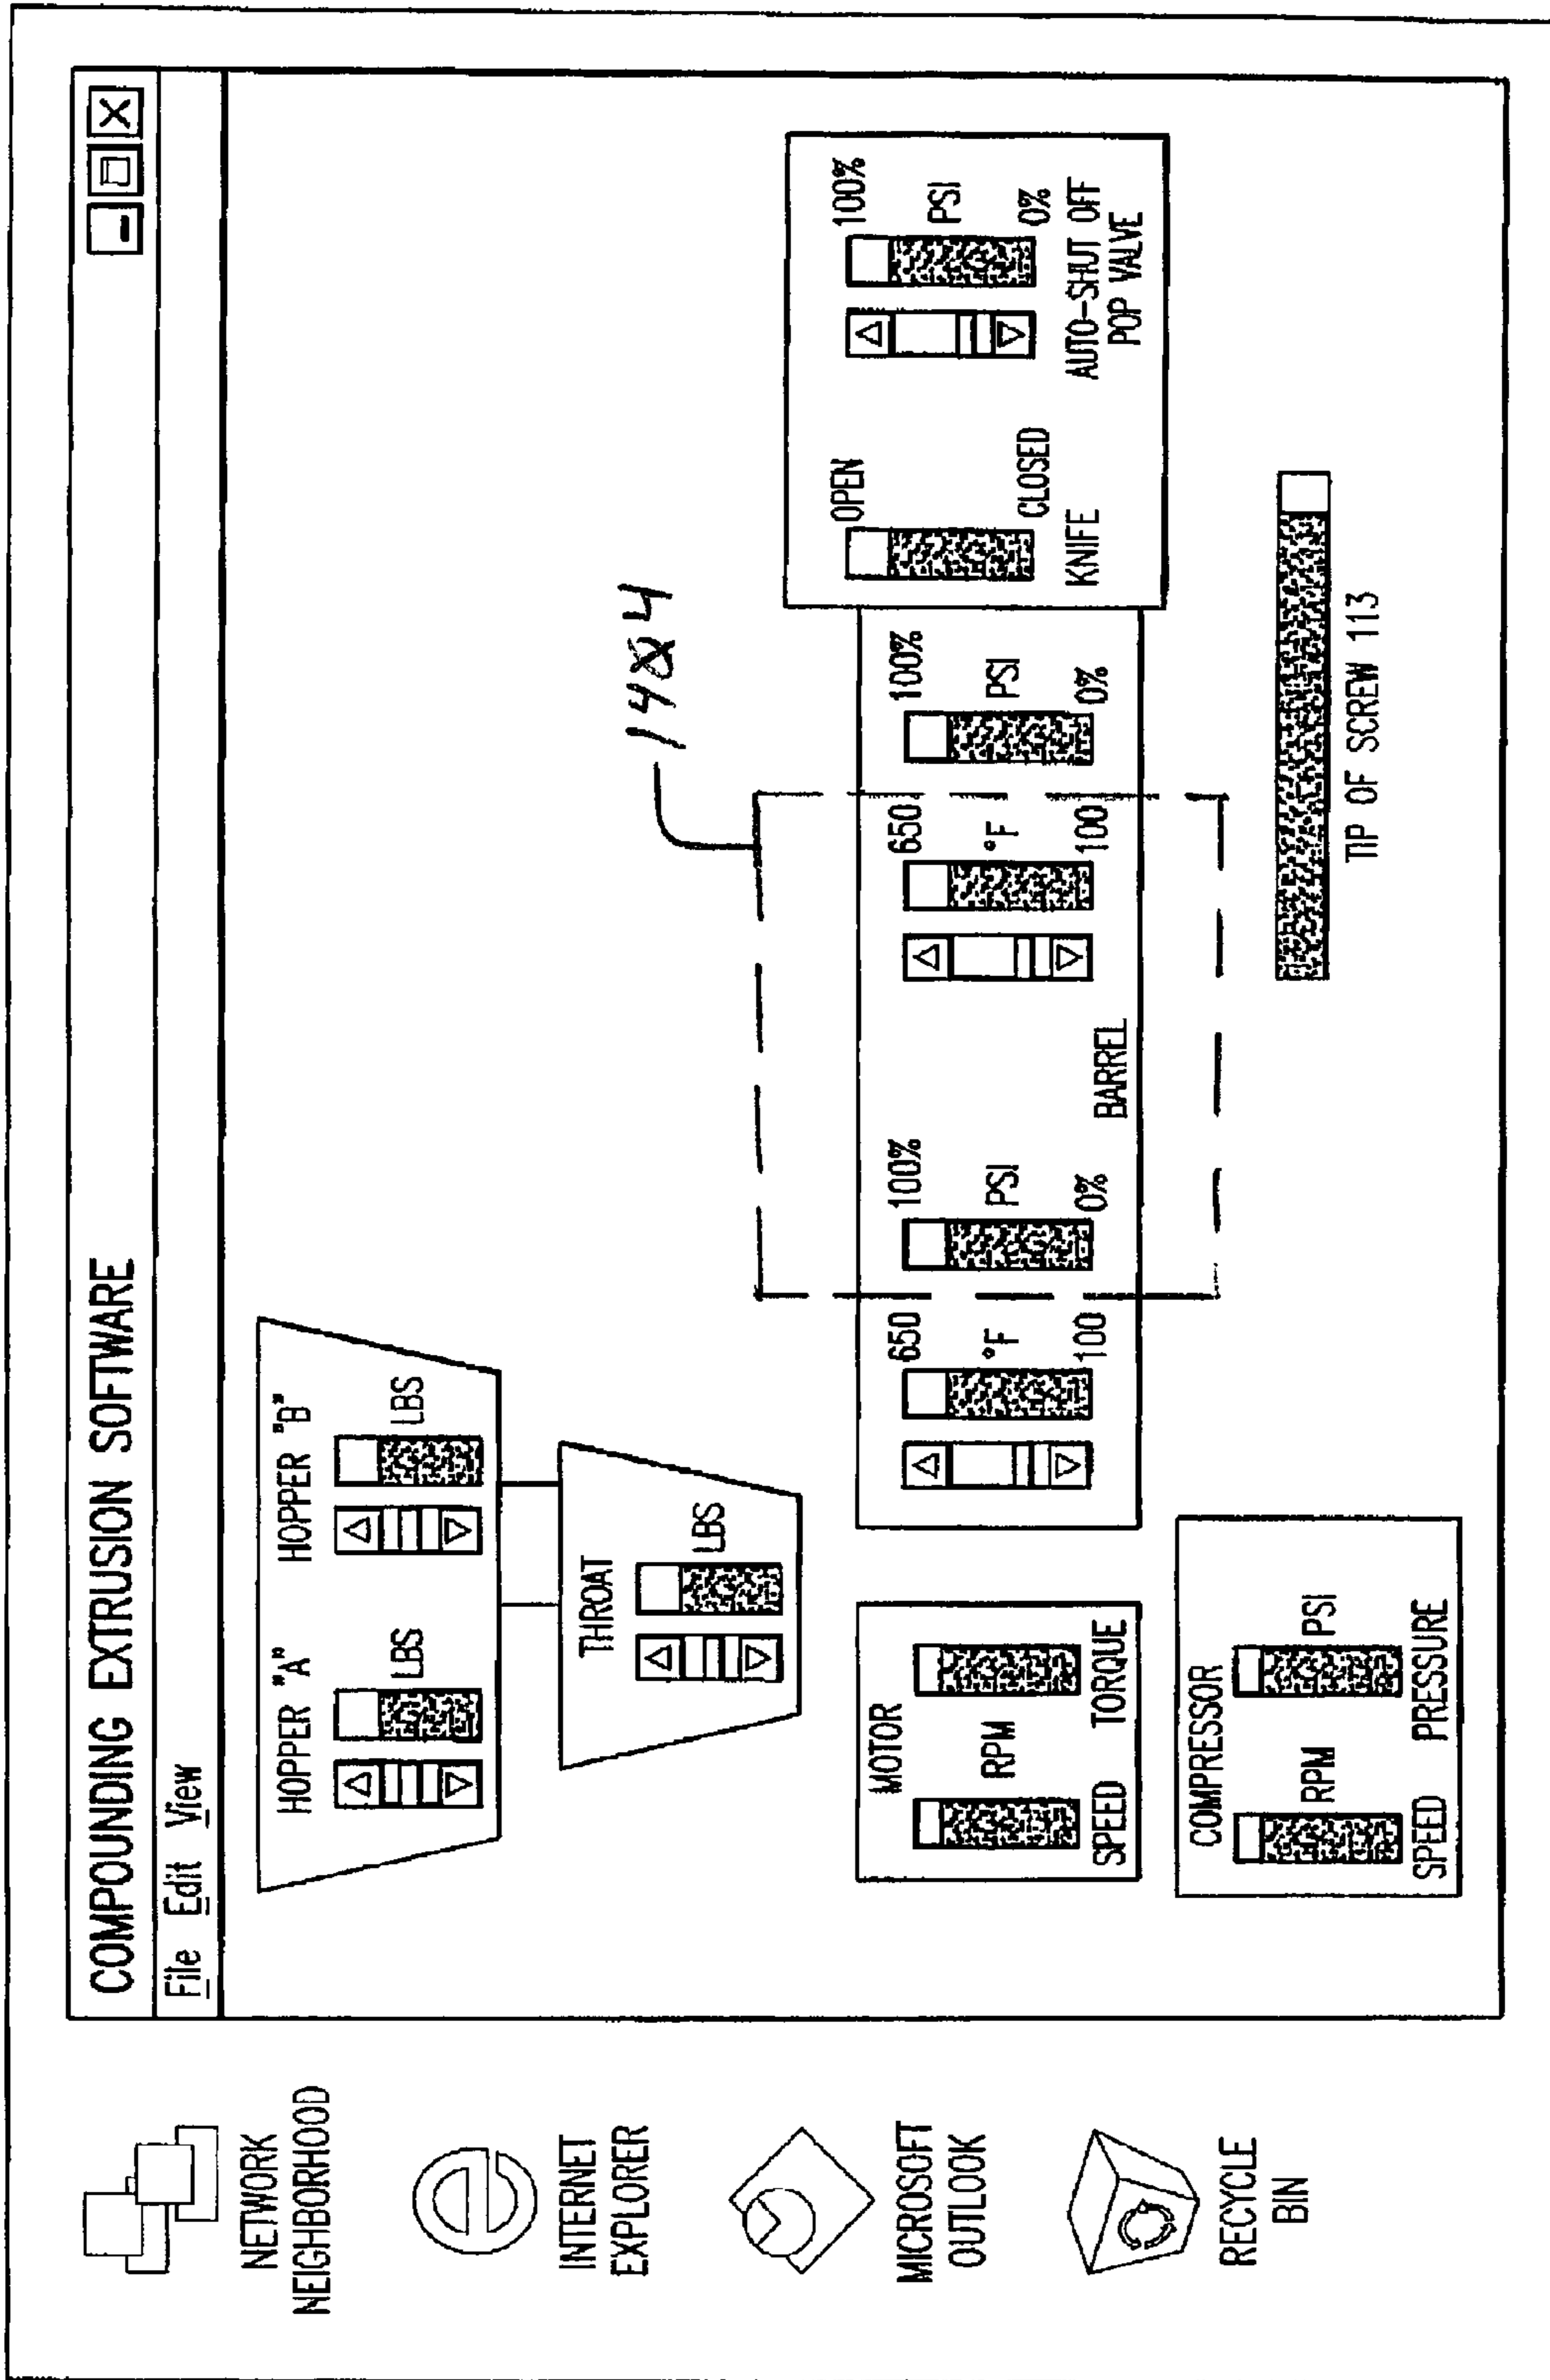 COMPOUNDING EXTRUSION SOFTWARE
File Edit View
NETWORK
NEIGHBORHOOD
INTERNET
EXPLORER
MICROSOFT
OUTLOOK
RECYCLE
BIN
HOPPER "A"
LBS
HOPPER "B"
LBS
THROAT
LBS
MOTOR
RPM
SPEED
TORQUE
COMPRESSOR
RPM
PSI
SPEED
PRESSURE
1484
650
°F
100
100%
PSI
0%
BARREL
650
°F
100
100%
PSI
0%
OPEN
CLOSED
KNIFE
100%
PSI
0%
AUTO-SHUT OFF
POP VALVE
TIP OF SCREW 113